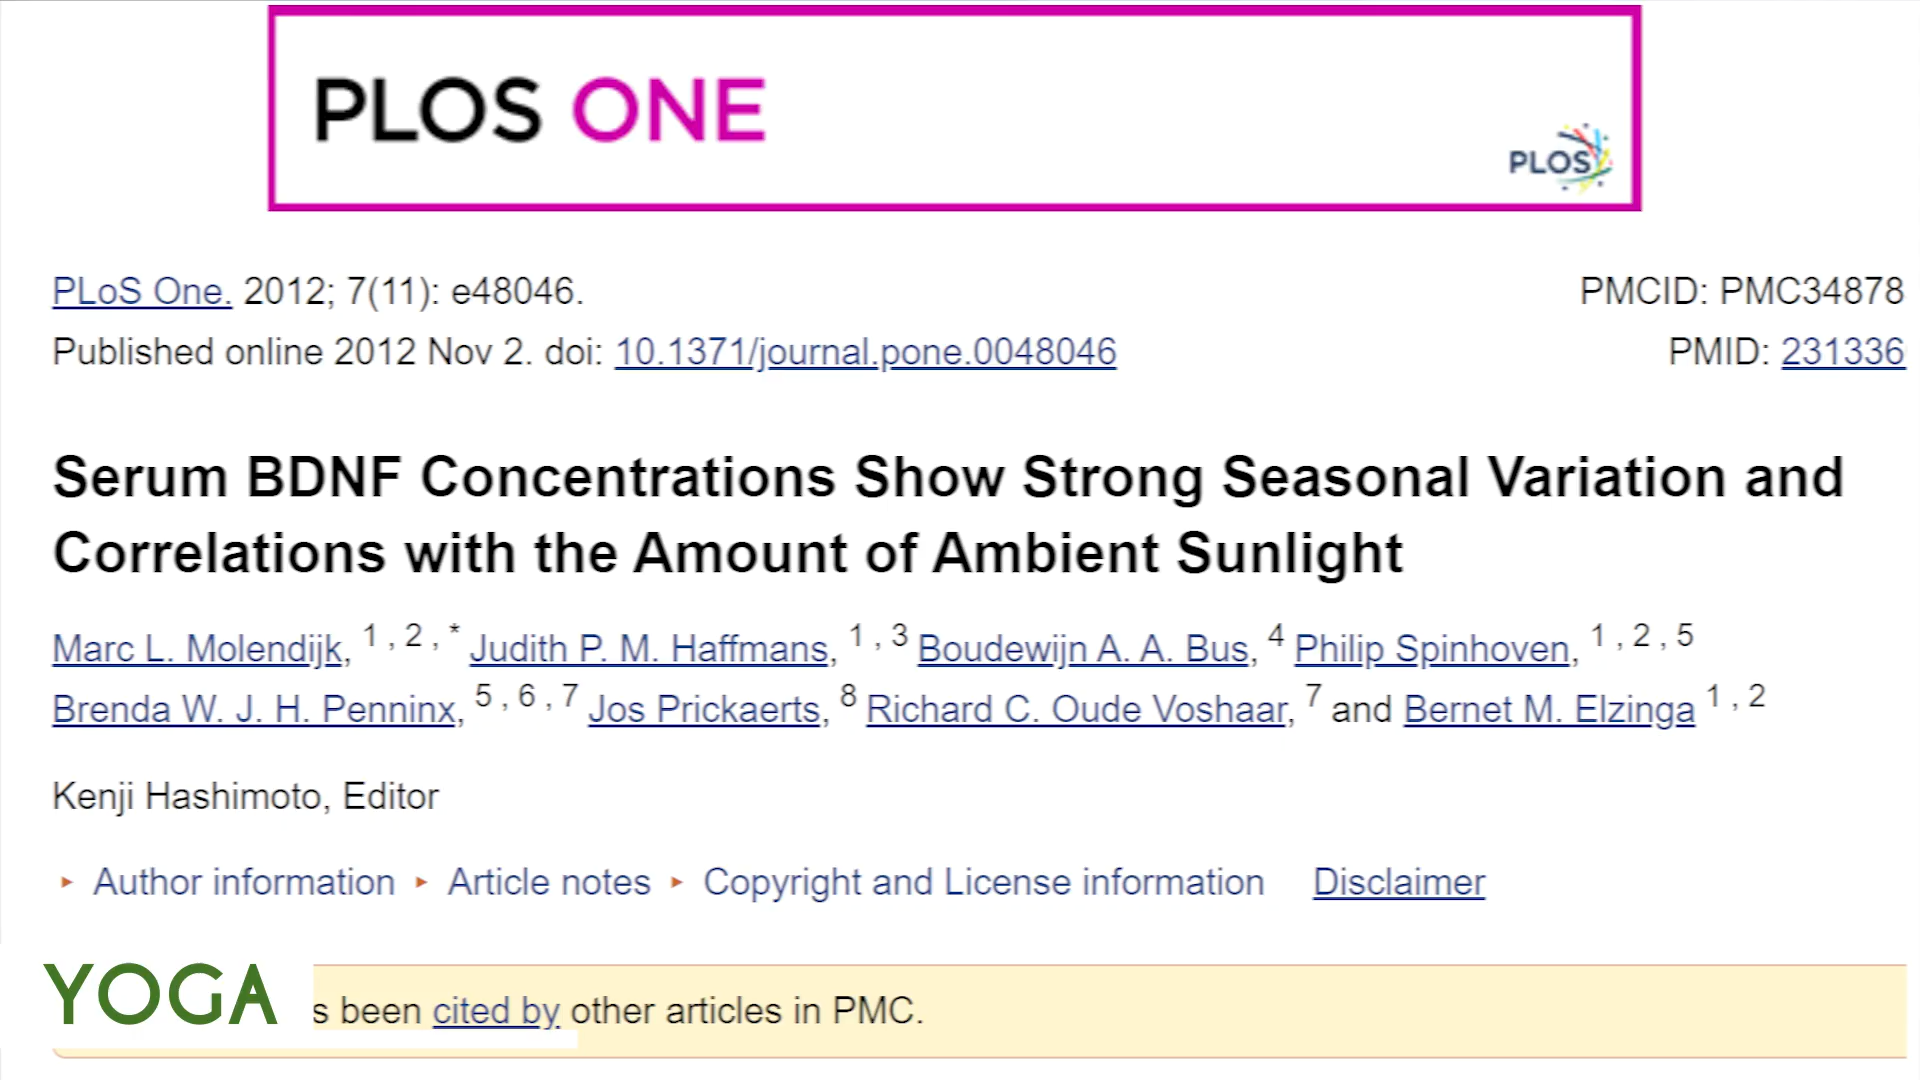 PLOS ONE
PLOS
PLoS One. 2012; 7(11): e48046.
PMCID: PMC34878
Published online 2012 Nov 2. doi: 10.1371/journal.pone.0048046
PMID: 231336
Serum BDNF Concentrations Show Strong Seasonal Variation and
Correlations with the Amount of Ambient Sunlight
Marc L. Molendijk, 1 , 2 , * Judith P. M. Haffmans, 1 , 3 Boudewijn A. A. Bus, 4 Philip Spinhoven, 1 , 2 , 5
Brenda W. J. H. Penninx, 5 , 6 , 7 Jos Prickaerts, 8 Richard C. Oude Voshaar, 7 and Bernet M. Elzinga 1 , 2
Kenji Hashimoto, Editor
▸ Author information ▸ Article notes ▸ Copyright and License information Disclaimer
YOGA
s been cited by other articles in PMC.